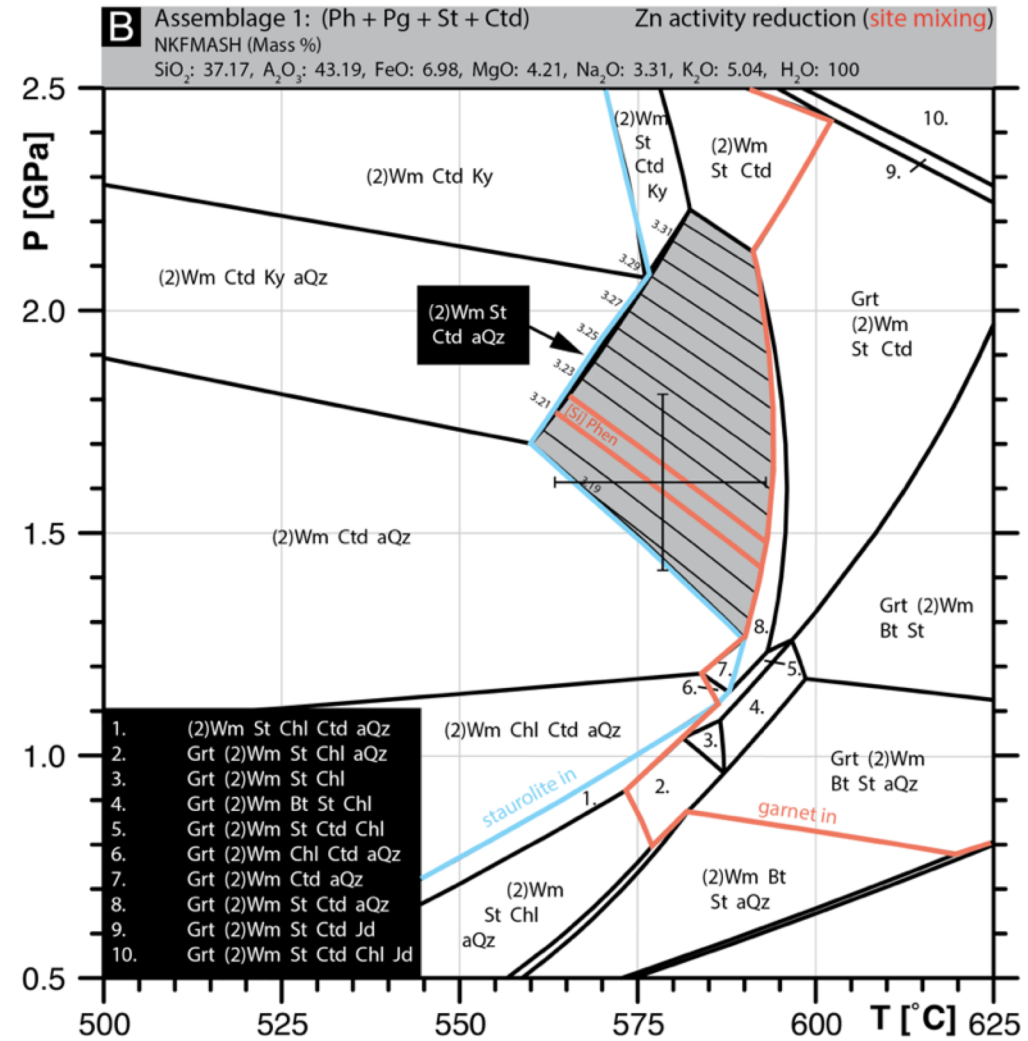 B Assemblage 1: (Ph + Pg + St + Ctd) Zn activity reduction (site mixing)
NKFMASH (Mass %)
SiO₂: 37.17, A₂O₃: 43.19, FeO: 6.98, MgO: 4.21, Na₂O: 3.31, K₂O: 5.04, H₂O: 100
P [GPa]
2.5
2.0
1.5
1.0
0.5
(2)Wm
St
Ctd
Ky
(2)Wm
St Ctd
10.
9.
(2)Wm Ctd Ky
(2)Wm Ctd Ky aQz
(2)Wm St
Ctd aQz
3.31
3.29
3.27
3.25
3.23
3.21
[Si] Phen
3.19
Grt
(2)Wm
St Ctd
(2)Wm Ctd aQz
Grt (2)Wm
Bt St
8.
7.
6.
5.
4.
3.
2.
1.
(2)Wm Chl Ctd aQz
staurolite in
garnet in
Grt (2)Wm
Bt St aQz
(2)Wm
St Chl
aQz
(2)Wm Bt
St aQz
1. (2)Wm St Chl Ctd aQz
2. Grt (2)Wm St Chl aQz
3. Grt (2)Wm St Chl
4. Grt (2)Wm Bt St Chl
5. Grt (2)Wm St Ctd Chl
6. Grt (2)Wm Chl Ctd aQz
7. Grt (2)Wm Ctd aQz
8. Grt (2)Wm St Ctd aQz
9. Grt (2)Wm St Ctd Jd
10. Grt (2)Wm St Ctd Chl Jd
500 525 550 575 600 T [°C] 625